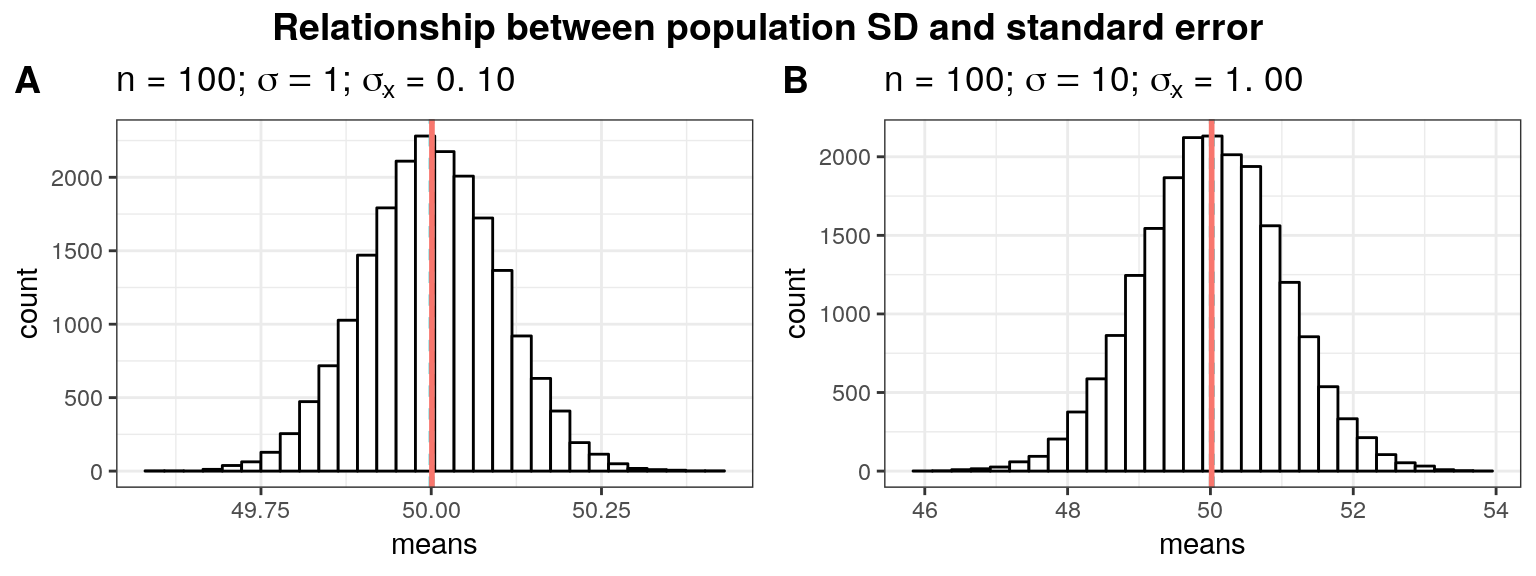 Relationship between population SD and standard error
A n = 100; σ = 1; σx = 0. 10
2000
1500
1000
500
0
count
49.75 50.00 50.25
means
B n = 100; σ = 10; σx = 1. 00
2000
1500
1000
500
0
count
46 48 50 52 54
means